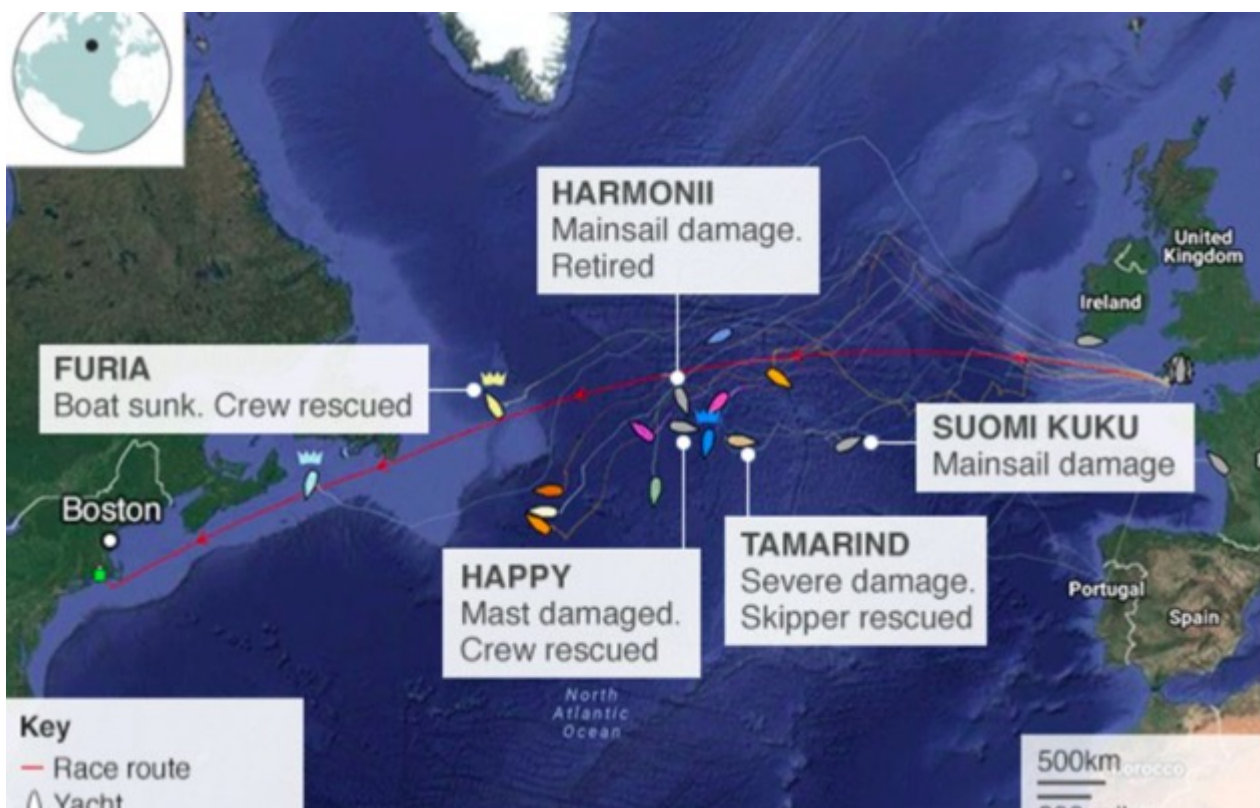 HARMONII
Mainsail damage.
Retired
United
Kingdom
Ireland
FURIA
Boat sunk. Crew rescued
SUOMI KUKU
Mainsail damage
Boston
HAPPY
Mast damaged.
Crew rescued
TAMARIND
Severe damage.
Skipper rescued
Portugal
Spain
North
Atlantic
Ocean
Key
Race route
Yacht
500km